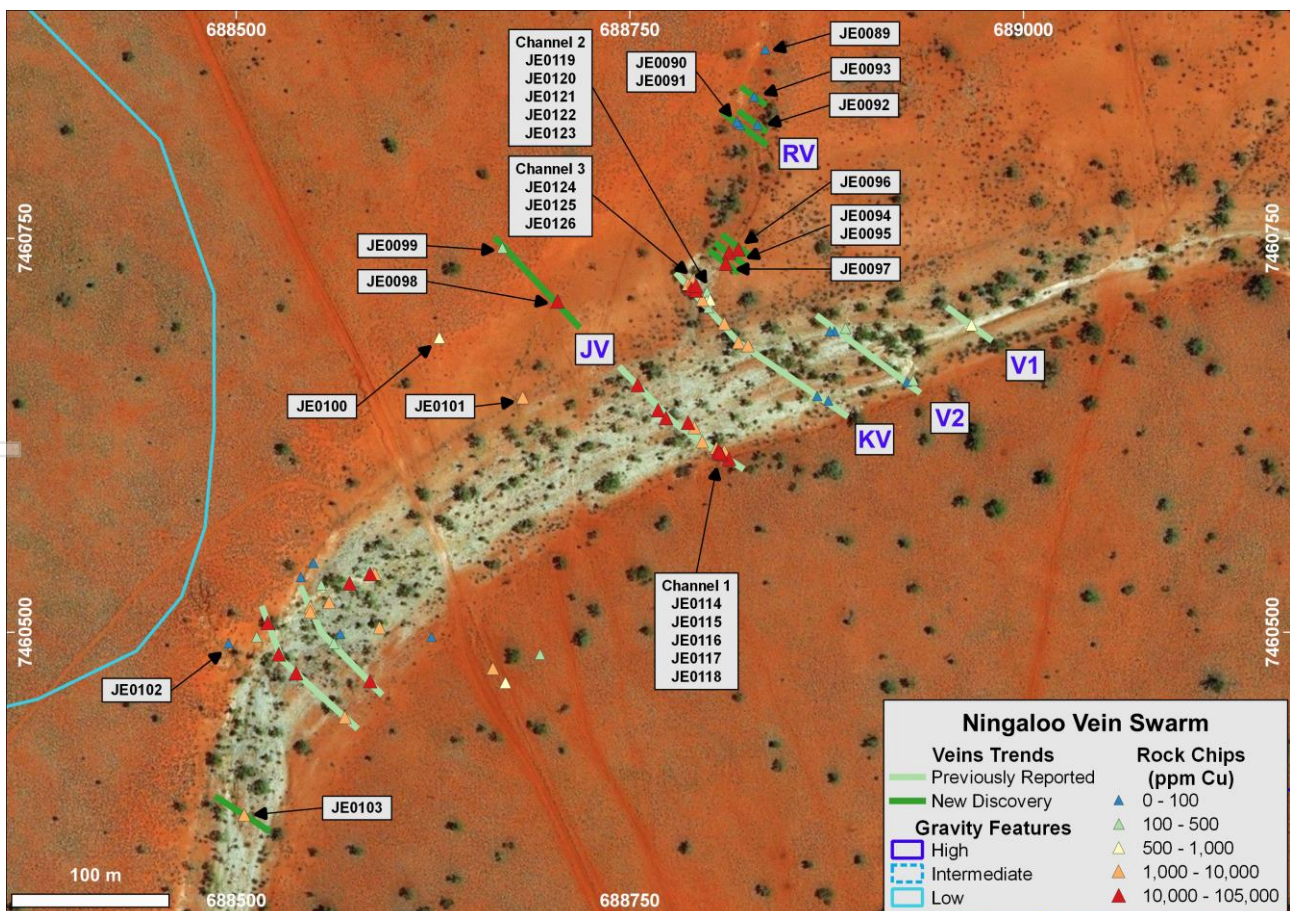 688500
688750
689000
Channel 2
JE0119
JE0120
JE0121
JE0122
JE0123
JE0090
JE0091
JE0089
JE0093
JE0092
RV
Channel 3
JE0124
JE0125
JE0126
JE0096
JE0094
JE0095
JE0097
7460750
7460750
JE0099
JE0098
JV
JE0100
JE0101
V1
V2
KV
Channel 1
JE0114
JE0115
JE0116
JE0117
JE0118
7460500
7460500
JE0102
JE0103
100 m
688500
688750
Ningaloo Vein Swarm
Veins Trends
Previously Reported
New Discovery
Gravity Features
High
Intermediate
Low
Rock Chips
(ppm Cu)
0 - 100
100 - 500
500 - 1,000
1,000 - 10,000
10,000 - 105,000